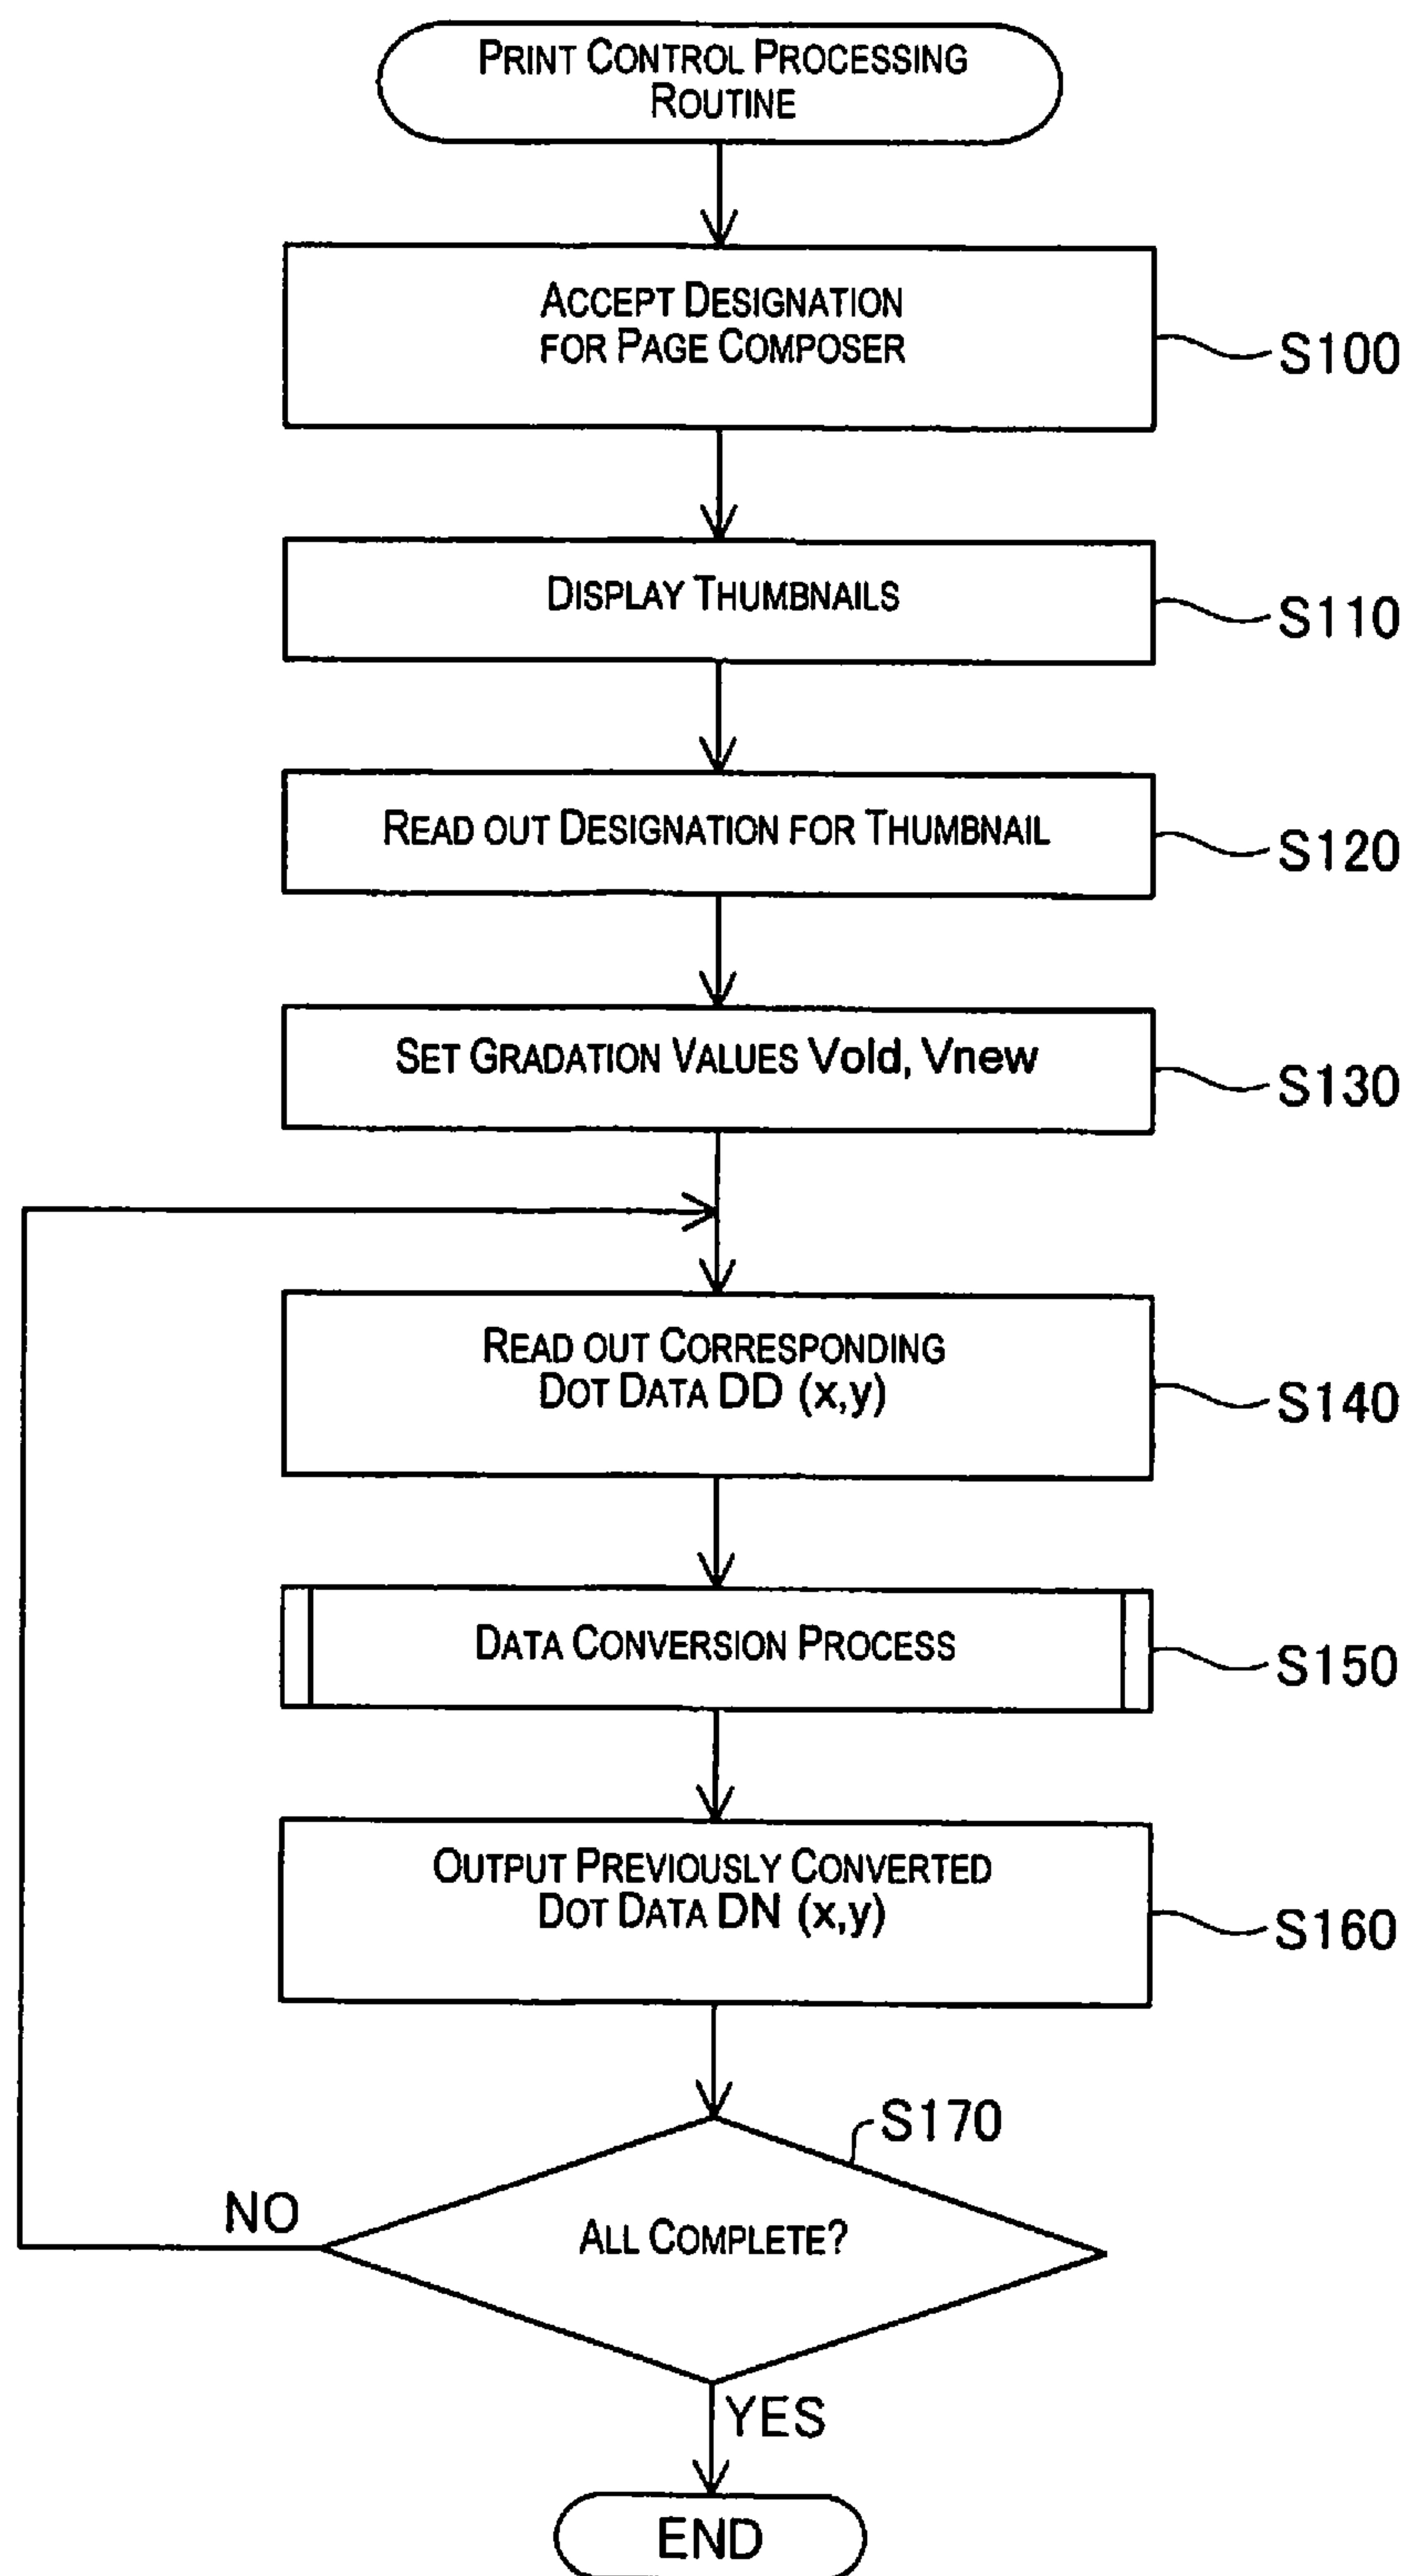 PRINT CONTROL PROCESSING
ROUTINE
ACCEPT DESIGNATION
FOR PAGE COMPOSER
S100
DISPLAY THUMBNAILS
S110
READ OUT DESIGNATION FOR THUMBNAIL
S120
SET GRADATION VALUES Vold, Vnew
S130
READ OUT CORRESPONDING
DOT DATA DD (x,y)
S140
DATA CONVERSION PROCESS
S150
OUTPUT PREVIOUSLY CONVERTED
DOT DATA DN (x,y)
S160
S170
NO
ALL COMPLETE?
YES
END